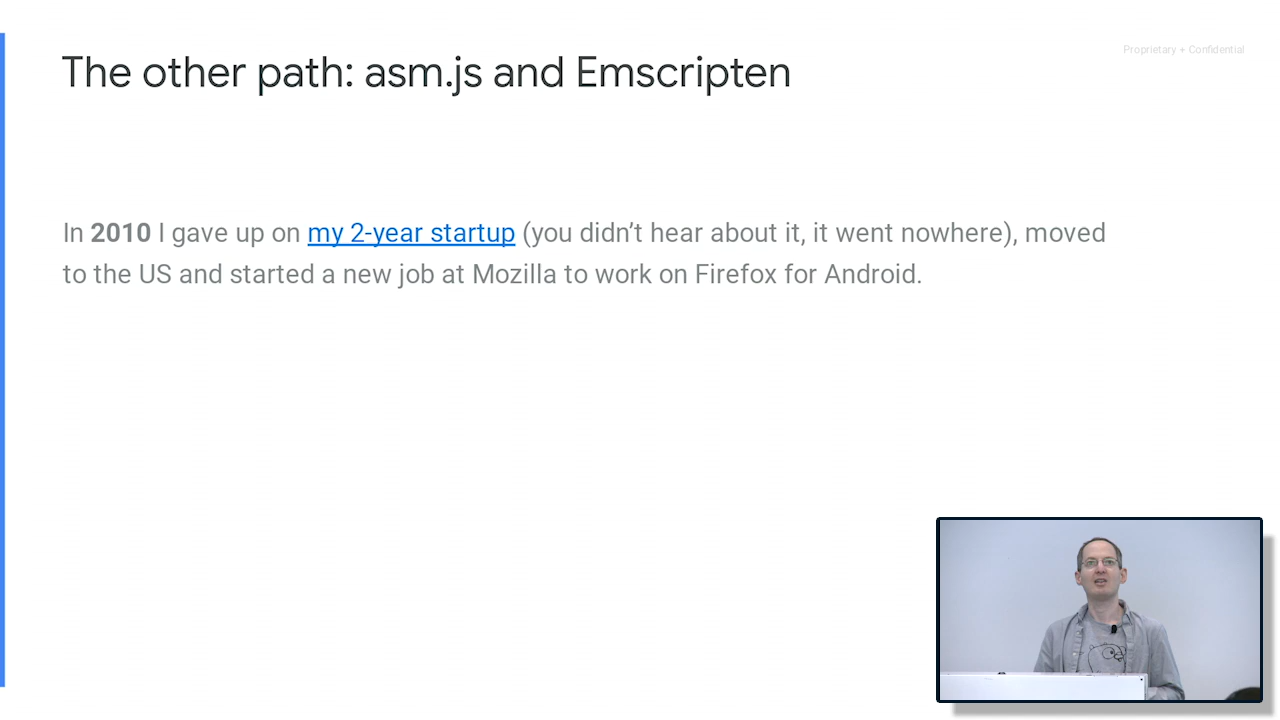 Proprietary + Confidential
The other path: asm.js and Emscripten
In 2010 I gave up on my 2-year startup (you didn’t hear about it, it went nowhere), moved
to the US and started a new job at Mozilla to work on Firefox for Android.